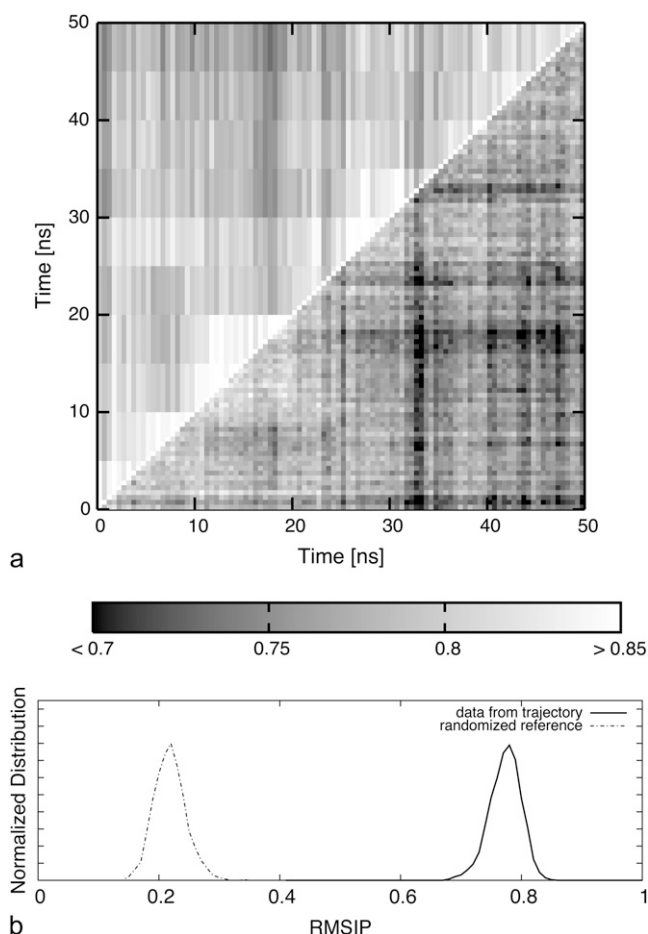 50
40
30
20
10
0
Time [ns]
0 10 20 30 40 50
Time [ns]
a
< 0.7 0.75 0.8 > 0.85
Normalized Distribution
data from trajectory
randomized reference
0 0.2 0.4 0.6 0.8 1
RMSIP
b